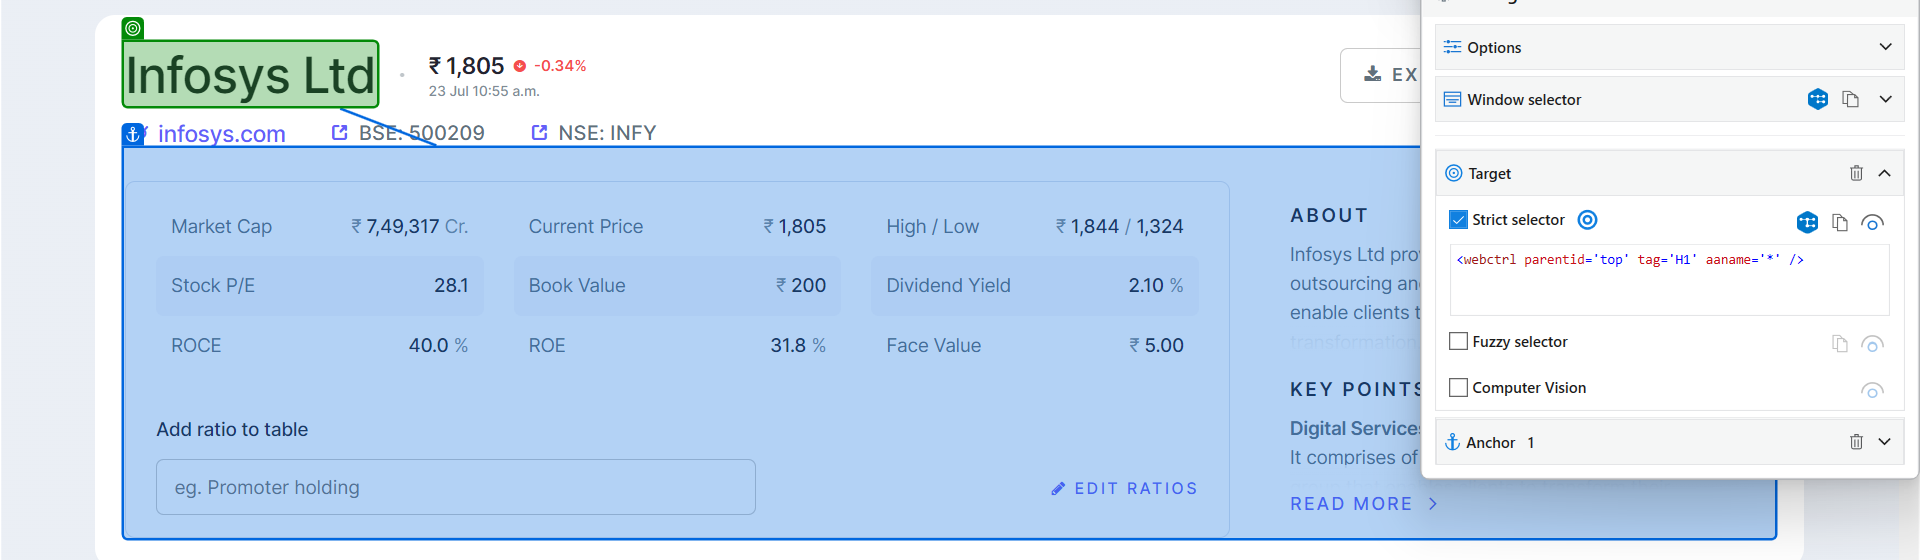 Infosys Ltd
₹ 1,805 -0.34%
23 Jul 10:55 a.m.
EX
infosys.com BSE: 500209 NSE: INFY
Market Cap ₹ 7,49,317 Cr. Current Price ₹ 1,805 High / Low ₹ 1,844 / 1,324
Stock P/E 28.1 Book Value ₹ 200 Dividend Yield 2.10 %
ROCE 40.0 % ROE 31.8 % Face Value ₹ 5.00
Add ratio to table
eg. Promoter holding
EDIT RATIOS
ABOUT
Infosys Ltd pro
outsourcing an
enable clients t
transformation
KEY POINTS
Digital Services
It comprises of
READ MORE
Options
Window selector
Target
Strict selector
<webctrl parentid='top' tag='H1' aaname='*' />
Fuzzy selector
Computer Vision
Anchor 1